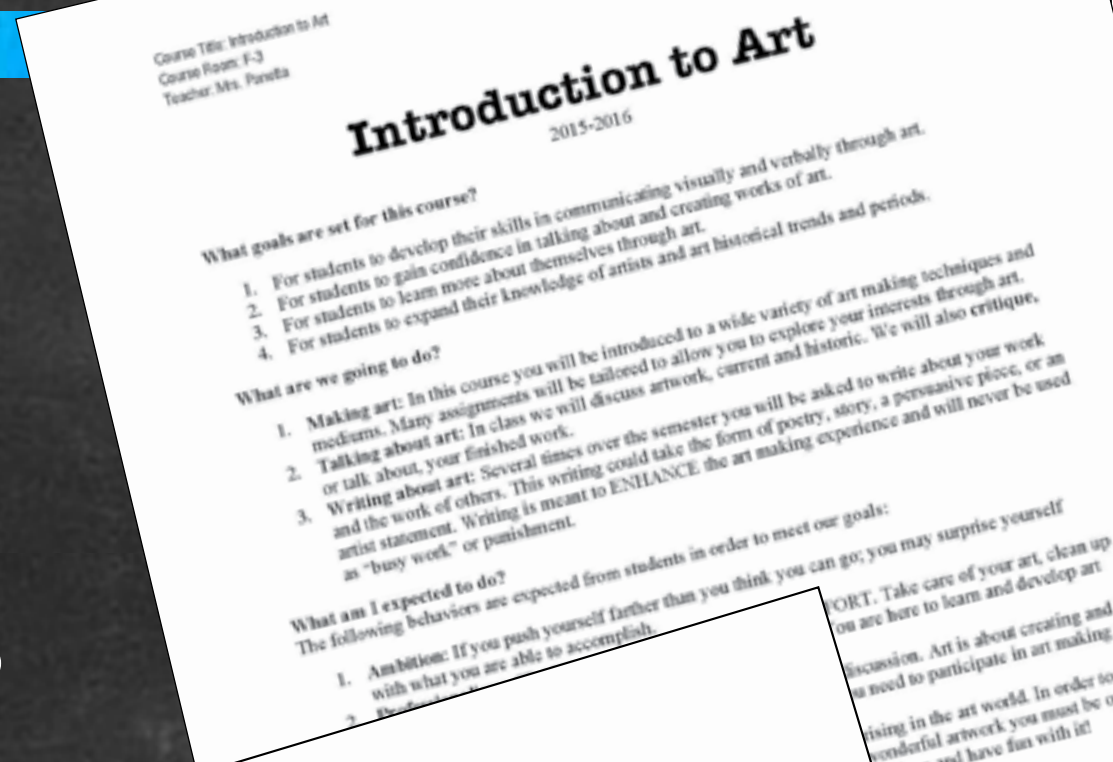 Course Title: Introduction to Art
Course Room: F-3
Teacher: Mrs.
Introduction to Art
2015-2016
What goals are set for this course?
1. For students to develop their skills in communicating visually and verbally through art.
2. For students to gain confidence in talking about and creating works of art.
3. For students to learn more about themselves through art.
4. For students to expand their knowledge of artists and art historical trends and periods.
What are we going to do?
1. Making art: In this course you will be introduced to a wide variety of art making techniques and
mediums. Many assignments will be tailored to allow you to explore your interests through art.
2. Talking about art: In class we will discuss artwork, current and historic. We will also critique,
or talk about, your finished work.
3. Writing about art: Several times over the semester you will be asked to write about your work
and the work of others. This writing could take the form of poetry, story, a persuasive piece, or an
artist statement. Writing is meant to ENHANCE the art making experience and will never be used
as "busy work" or punishment.
What am I expected to do?
The following behaviors are expected from students in order to meet our goals:
1. Ambition: If you push yourself farther than you think you can go; you may surprise yourself
with what you are able to accomplish.
2.
FORT. Take care of your art, clean up
You are here to learn and develop art
discussion. Art is about creating and
need to participate in art making
rising in the art world. In order to
wonderful artwork you must be
and have fun with it!